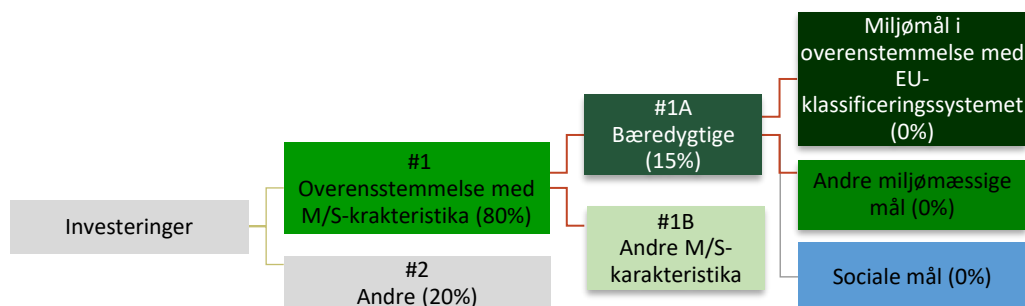 Investeringer
#1
Overensstemmelse med
M/S-krakteristika (80%)
#2
Andre (20%)
#1A
Bæredygtige
(15%)
#1B
Andre M/S-
karakteristika
Miljømål i
overenstemmelse med
EU-
klassificeringssystemet
(0%)
Andre miljømæssige
mål (0%)
Sociale mål (0%)